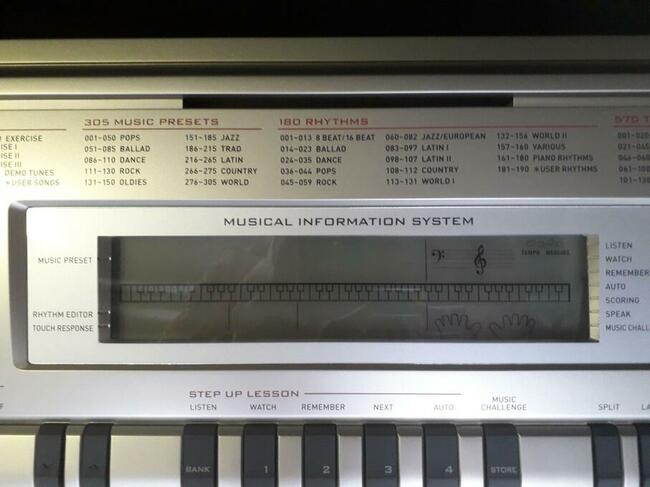 305 MUSIC PRESETS 180 RHYTHMS 570
EXERCISE 001-050 POPS 151-185 JAZZ 001-013 8 BEAT/16 BEAT 060-082 JAZZ/EUROPEAN 132-156 WORLD II 001-020
051-085 BALLAD 186-215 TRAD 014-023 BALLAD 083-097 LATIN I 157-160 VARIOUS
086-110 DANCE 216-265 LATIN 024-035 DANCE 098-107 LATIN II 161-180 PIANO RHYTHMS
DEMO TUNES 111-130 ROCK 266-275 COUNTRY 036-044 POPS 108-112 COUNTRY 181-190 *USER RHYTHMS
*USER SONGS 131-150 OLDIES 276-305 WORLD 045-059 ROCK 113-131 WORLD I
MUSICAL INFORMATION SYSTEM
LISTEN
TEMPO MEASURE
MUSIC PRESET WATCH
REMEMBER
AUTO
SCORING
RHYTHM EDITOR SPEAK
TOUCH RESPONSE MUSIC CHALL
STEP UP LESSON
LISTEN WATCH REMEMBER NEXT AUTO MUSIC CHALLENGE SPLIT
BANK 1 2 3 4 STORE